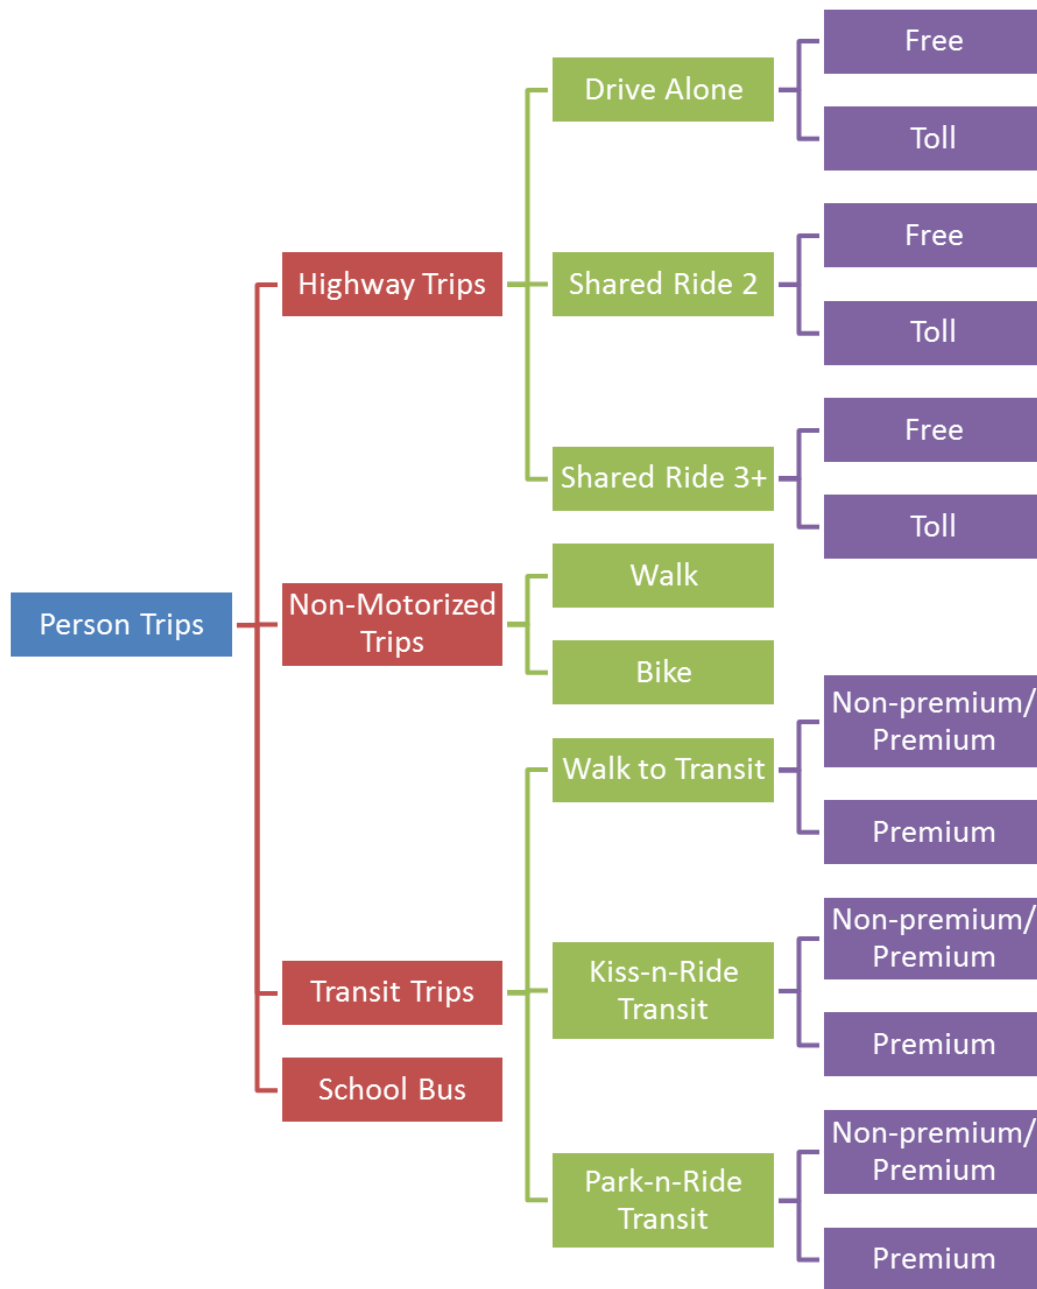 Person Trips
Highway Trips
Drive Alone
Free
Toll
Shared Ride 2
Free
Toll
Shared Ride 3+
Free
Toll
Non-Motorized
Trips
Walk
Bike
Transit Trips
Walk to Transit
Non-premium/
Premium
Premium
Kiss-n-Ride
Transit
Non-premium/
Premium
Premium
Park-n-Ride
Transit
Non-premium/
Premium
Premium
School Bus